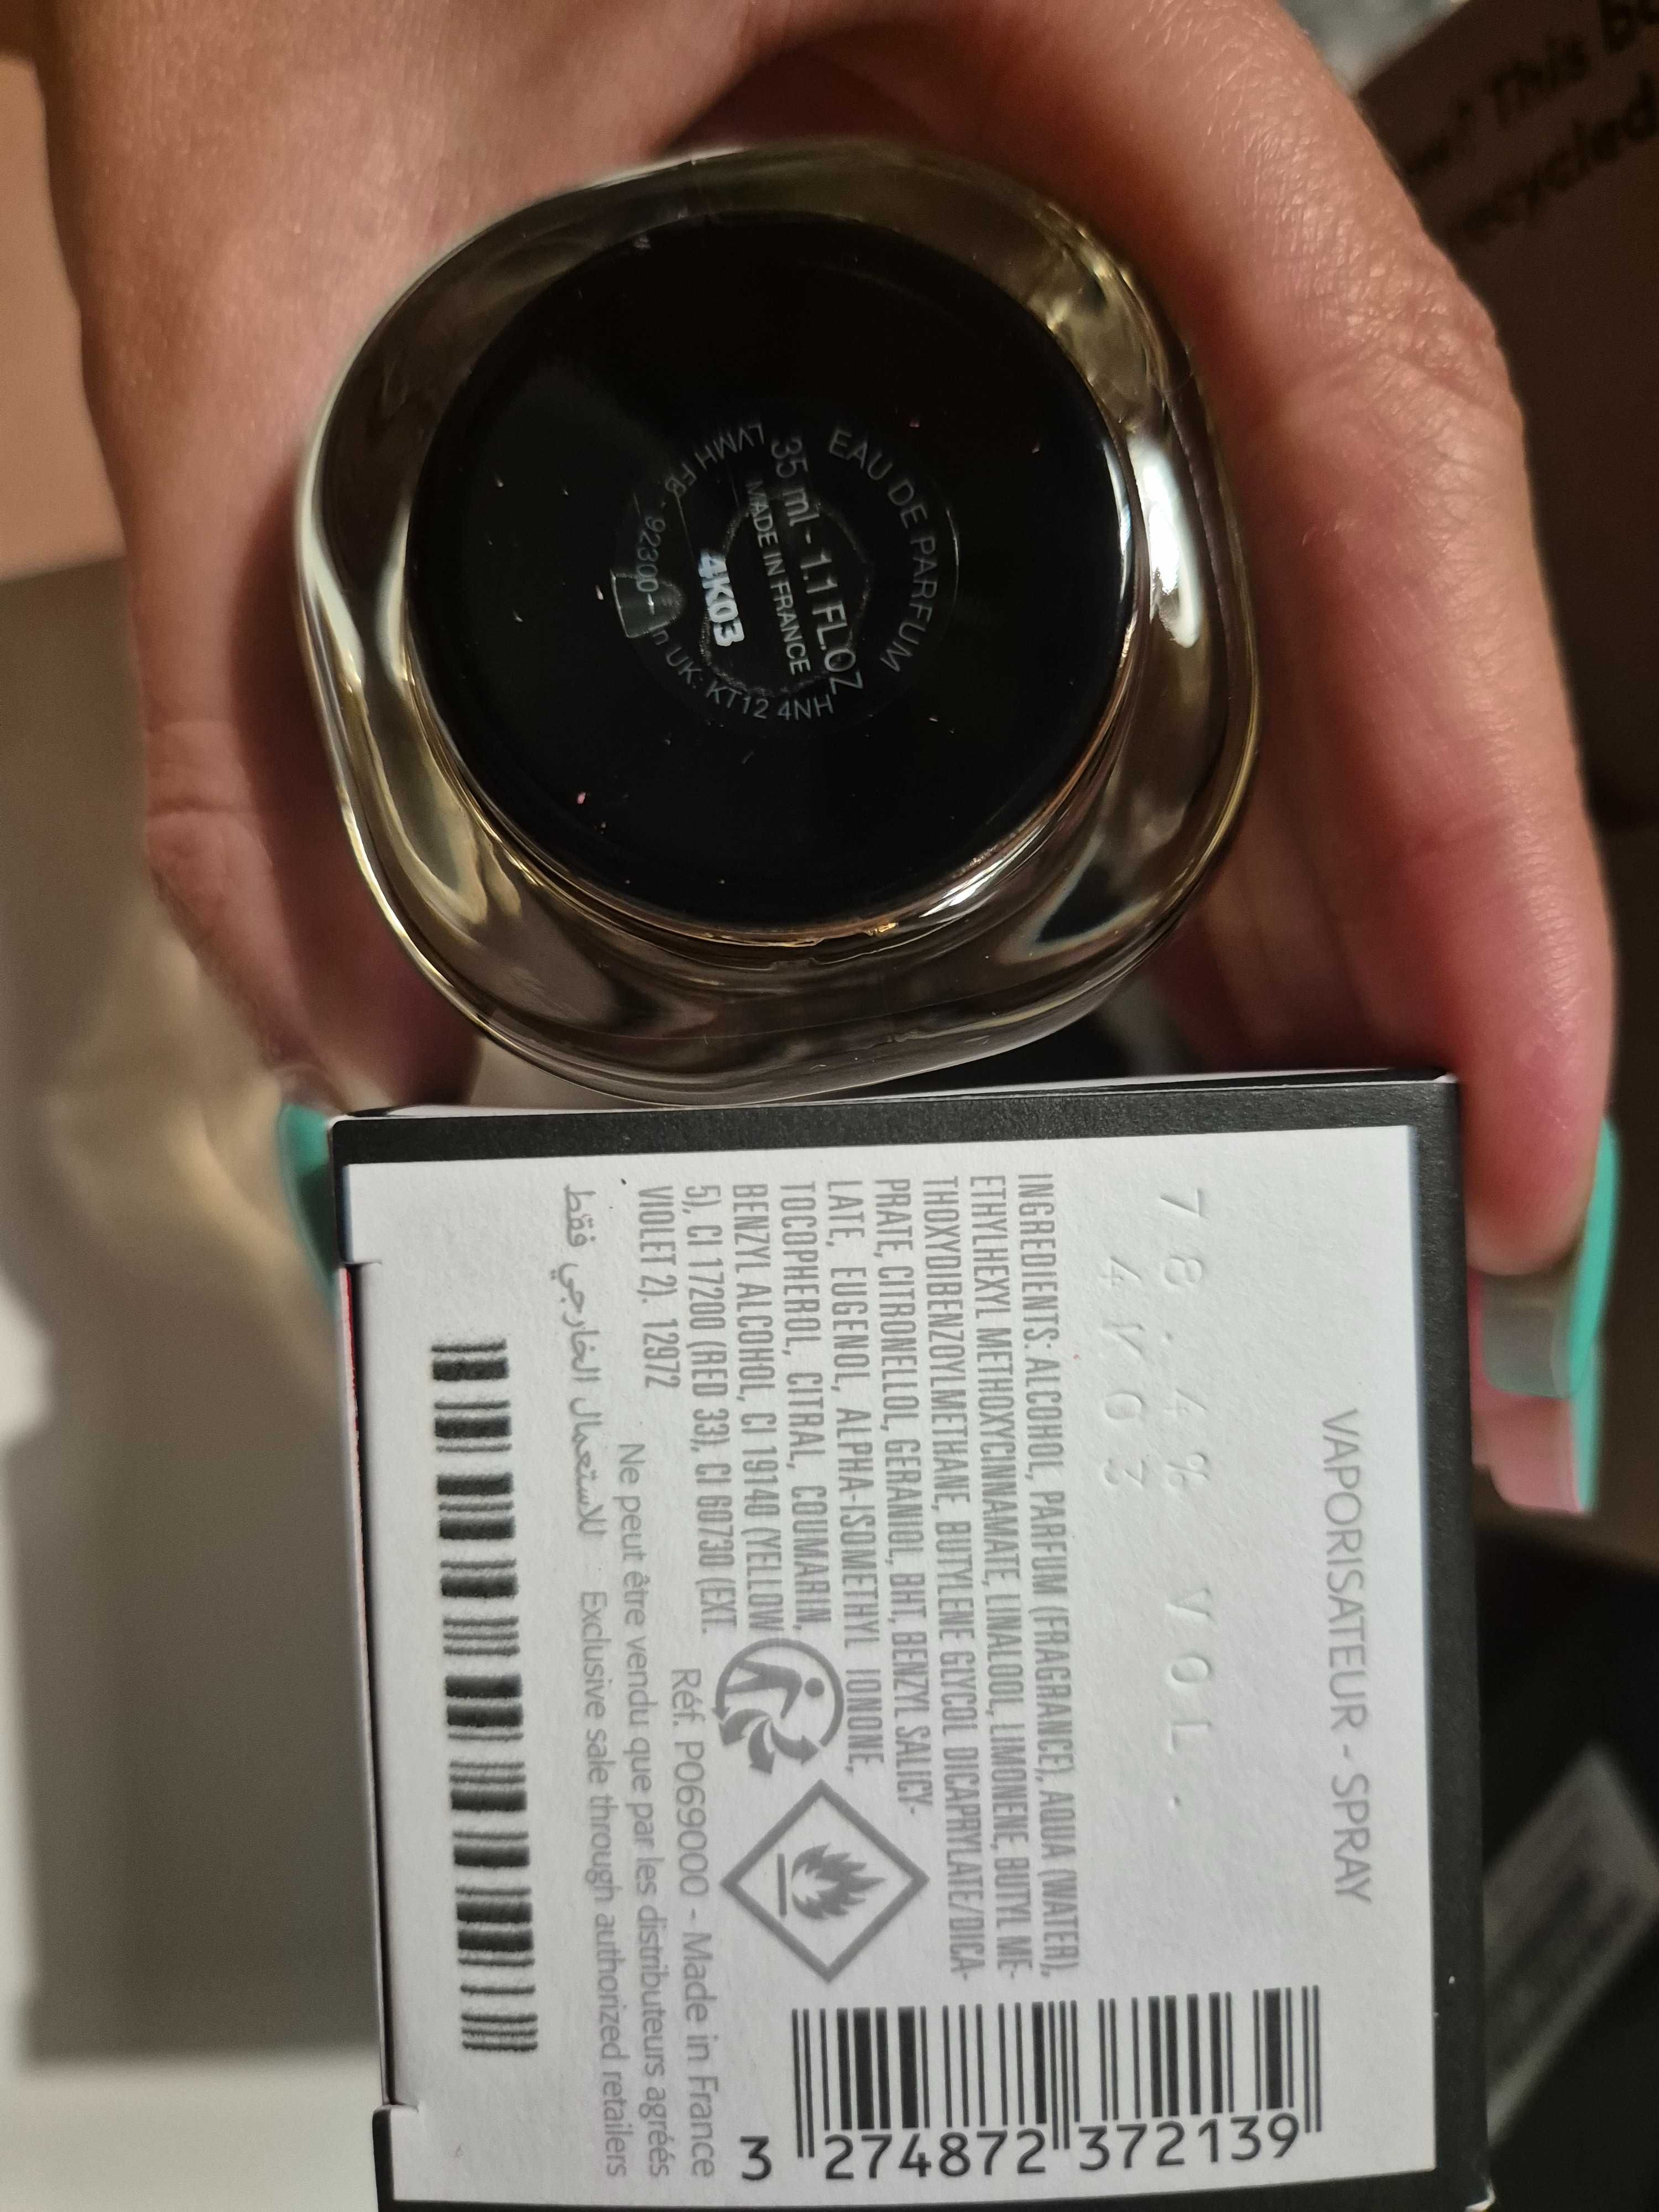 EAU DE PARFUM
35 ml - 1.1 FL.OZ
MADE IN FRANCE
4K03
LVMH
92300
UK: KT12 4NH
VAPORISATEUR - SPRAY
78.4% VOL.
4K03
INGREDIENTS: ALCOHOL, PARFUM (FRAGRANCE), AQUA (WATER),
ETHYLHEXYL METHOXYCINNAMATE, LINALOOL, LIMONENE, BUTYL ME-
THOXYDIBENZOYLMETHANE, BUTYLENE GLYCOL DICAPRYLATE/DICA-
PRATE, CITRONELLOL, GERANIOL, BHT, BENZYL SALICY-
LATE, EUGENOL, ALPHA-ISOMETHYL IONONE,
TOCOPHEROL, CITRAL, COUMARIN,
BENZYL ALCOHOL, CI 19140 (YELLOW
5), CI 17200 (RED 33), CI 60730 (EXT.
VIOLET 2). 12972
Réf. P069000 - Made in France
Ne peut être vendu que par les distributeurs agréés
Exclusive sale through authorized retailers
للاستعمال الخارجي فقط
3 274872 372139
This
recycled